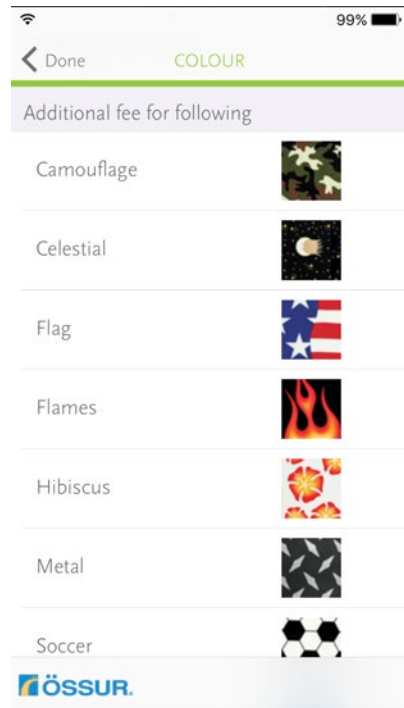 99%
Done
COLOUR
Additional fee for following
Camouflage
Celestial
Flag
Flames
Hibiscus
Metal
Soccer
ÖSSUR.